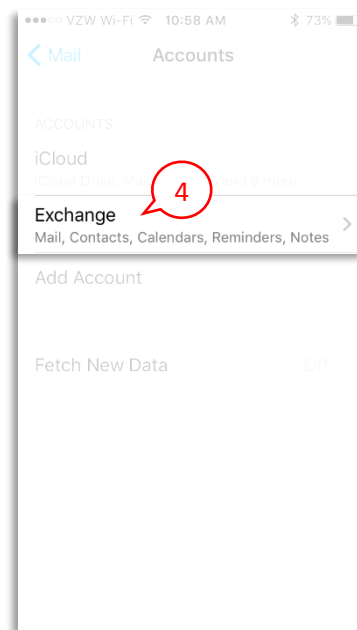 VZW Wi-Fi 10:58 AM 73%
Mail Accounts
ACCOUNTS
iCloud
iCloud Drive, and 8 more...
4
Exchange
Mail, Contacts, Calendars, Reminders, Notes
Add Account
Fetch New Data Off